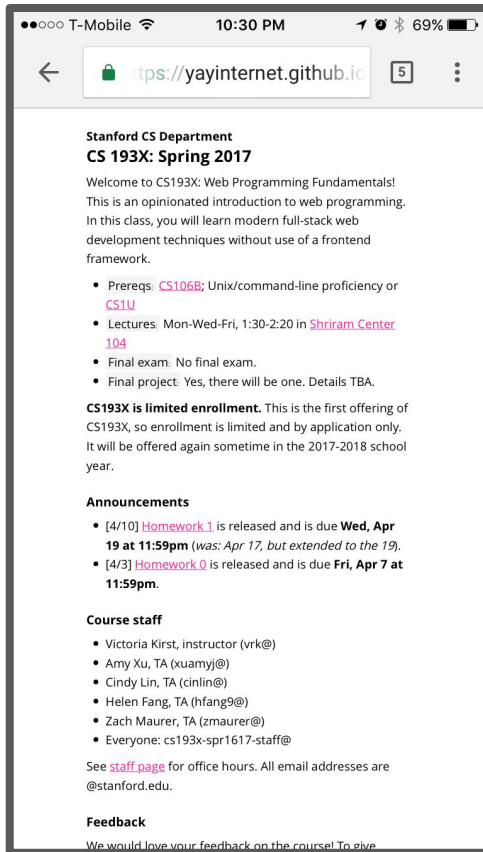 T-Mobile 10:30 PM 69%
ttps://yayinternet.github.io 5
Stanford CS Department
CS 193X: Spring 2017
Welcome to CS193X: Web Programming Fundamentals!
This is an opinionated introduction to web programming.
In this class, you will learn modern full-stack web
development techniques without use of a frontend
framework.
• Prereqs: CS106B; Unix/command-line proficiency or
CS1U
• Lectures: Mon-Wed-Fri, 1:30-2:20 in Shriram Center
104
• Final exam: No final exam.
• Final project: Yes, there will be one. Details TBA.
CS193X is limited enrollment. This is the first offering of
CS193X, so enrollment is limited and by application only.
It will be offered again sometime in the 2017-2018 school
year.
Announcements
• [4/10] Homework 1 is released and is due Wed, Apr
19 at 11:59pm (was: Apr 17, but extended to the 19).
• [4/3] Homework 0 is released and is due Fri, Apr 7 at
11:59pm.
Course staff
• Victoria Kirst, instructor (vrk@)
• Amy Xu, TA (xuamyj@)
• Cindy Lin, TA (cinlin@)
• Helen Fang, TA (hfang9@)
• Zach Maurer, TA (zmaurer@)
• Everyone: cs193x-spr1617-staff@
See staff page for office hours. All email addresses are
@stanford.edu.
Feedback
We would love your feedback on the course! To give